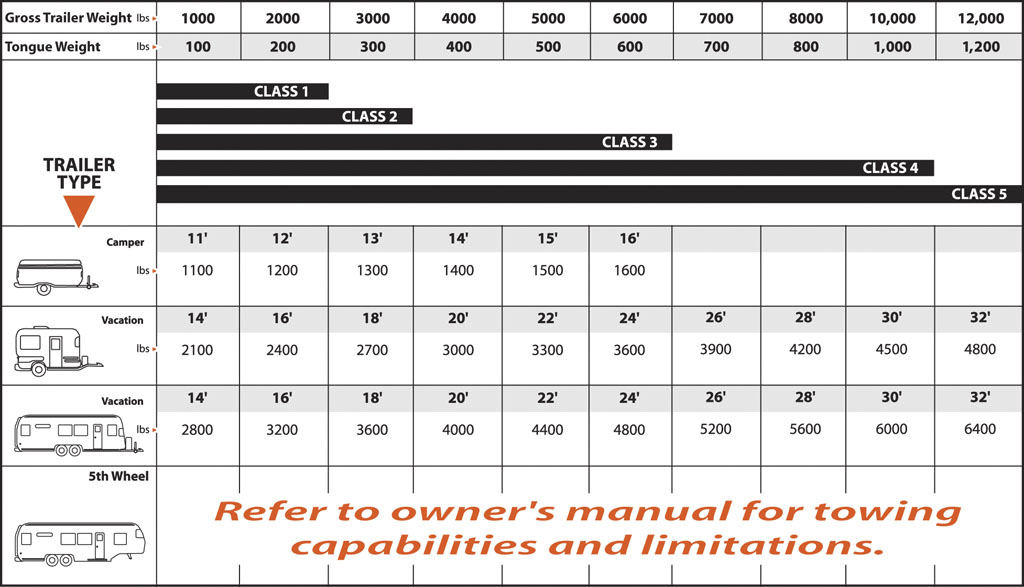 Gross Trailer Weight lbs 1000 2000 3000 4000 5000 6000 7000 8000 10,000 12,000
Tongue Weight lbs 100 200 300 400 500 600 700 800 1,000 1,200
CLASS 1
CLASS 2
CLASS 3
CLASS 4
CLASS 5
TRAILER
TYPE
Camper 11' 12' 13' 14' 15' 16'
lbs 1100 1200 1300 1400 1500 1600
Vacation 14' 16' 18' 20' 22' 24' 26' 28' 30' 32'
lbs 2100 2400 2700 3000 3300 3600 3900 4200 4500 4800
Vacation 14' 16' 18' 20' 22' 24' 26' 28' 30' 32'
lbs 2800 3200 3600 4000 4400 4800 5200 5600 6000 6400
5th Wheel
Refer to owner's manual for towing
capabilities and limitations.